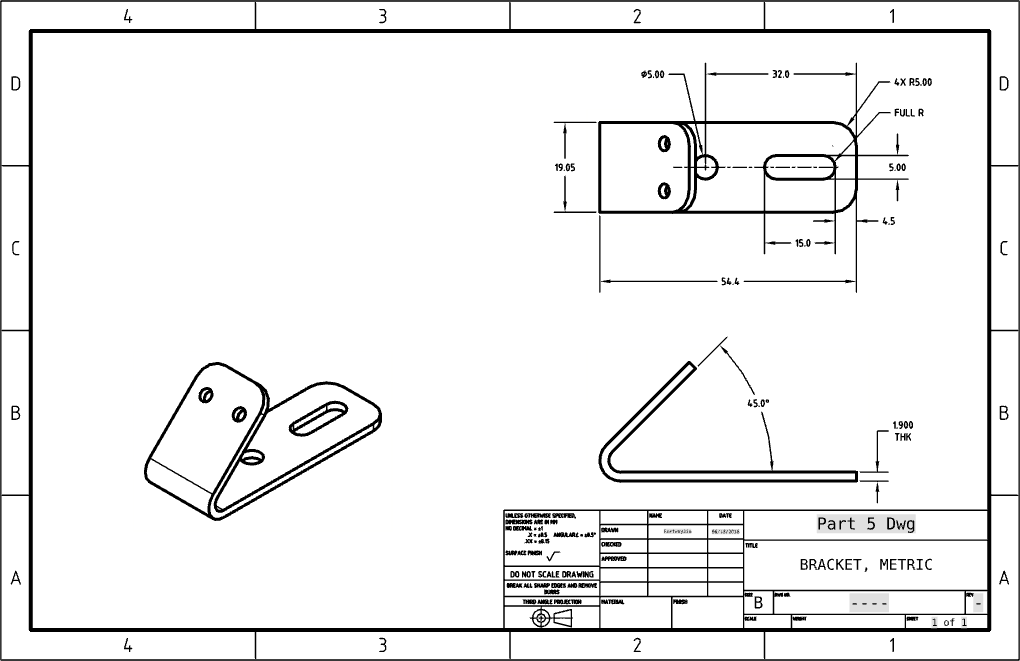 4 3 2 1
D D
C C
B B
A A
ø5.00
32.0
4X R5.00
FULL R
19.05
5.00
4.5
15.0
54.4
45.0°
1.900
THK
UNLESS OTHERWISE SPECIFIED,
DIMENSIONS ARE IN MM
NO DECIMAL = ±1
.X = ±0.5 ANGULAR∠ = ±0.5°
.XX = ±0.15
SURFACE FINISH
DO NOT SCALE DRAWING
BREAK ALL SHARP EDGES AND REMOVE
BURRS
THIRD ANGLE PROJECTION
NAME DATE
DRAWN
CHECKED
APPROVED
MATERIAL FINISH
Part 5 Dwg
TITLE
BRACKET, METRIC
SIZE
B
DWG NO.
----
REV
-
SCALE WEIGHT SHEET 1 of 1
4 3 2 1